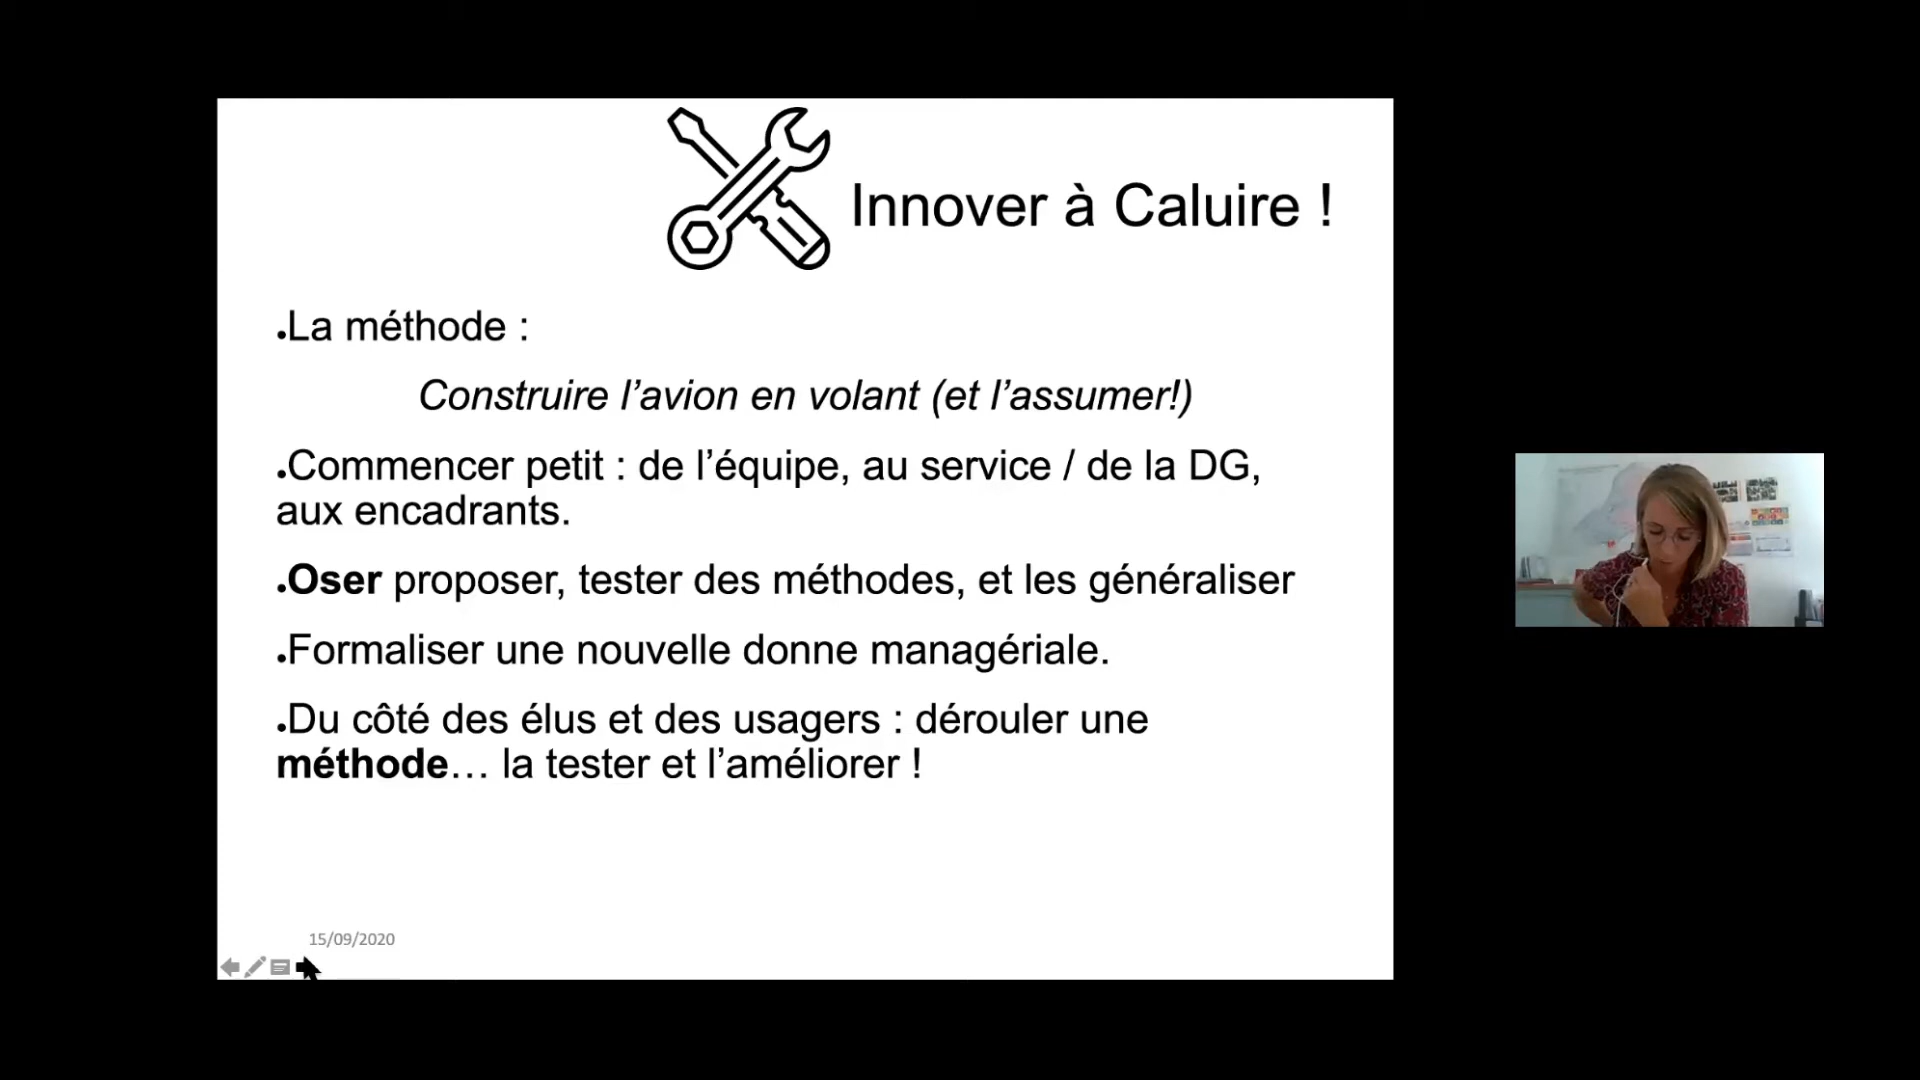 Innover à Caluire !
•La méthode :
Construire l’avion en volant (et l’assumer!)
•Commencer petit : de l’équipe, au service / de la DG,
aux encadrants.
•Oser proposer, tester des méthodes, et les généraliser
•Formaliser une nouvelle donne managériale.
•Du côté des élus et des usagers : dérouler une
méthode… la tester et l’améliorer !
15/09/2020